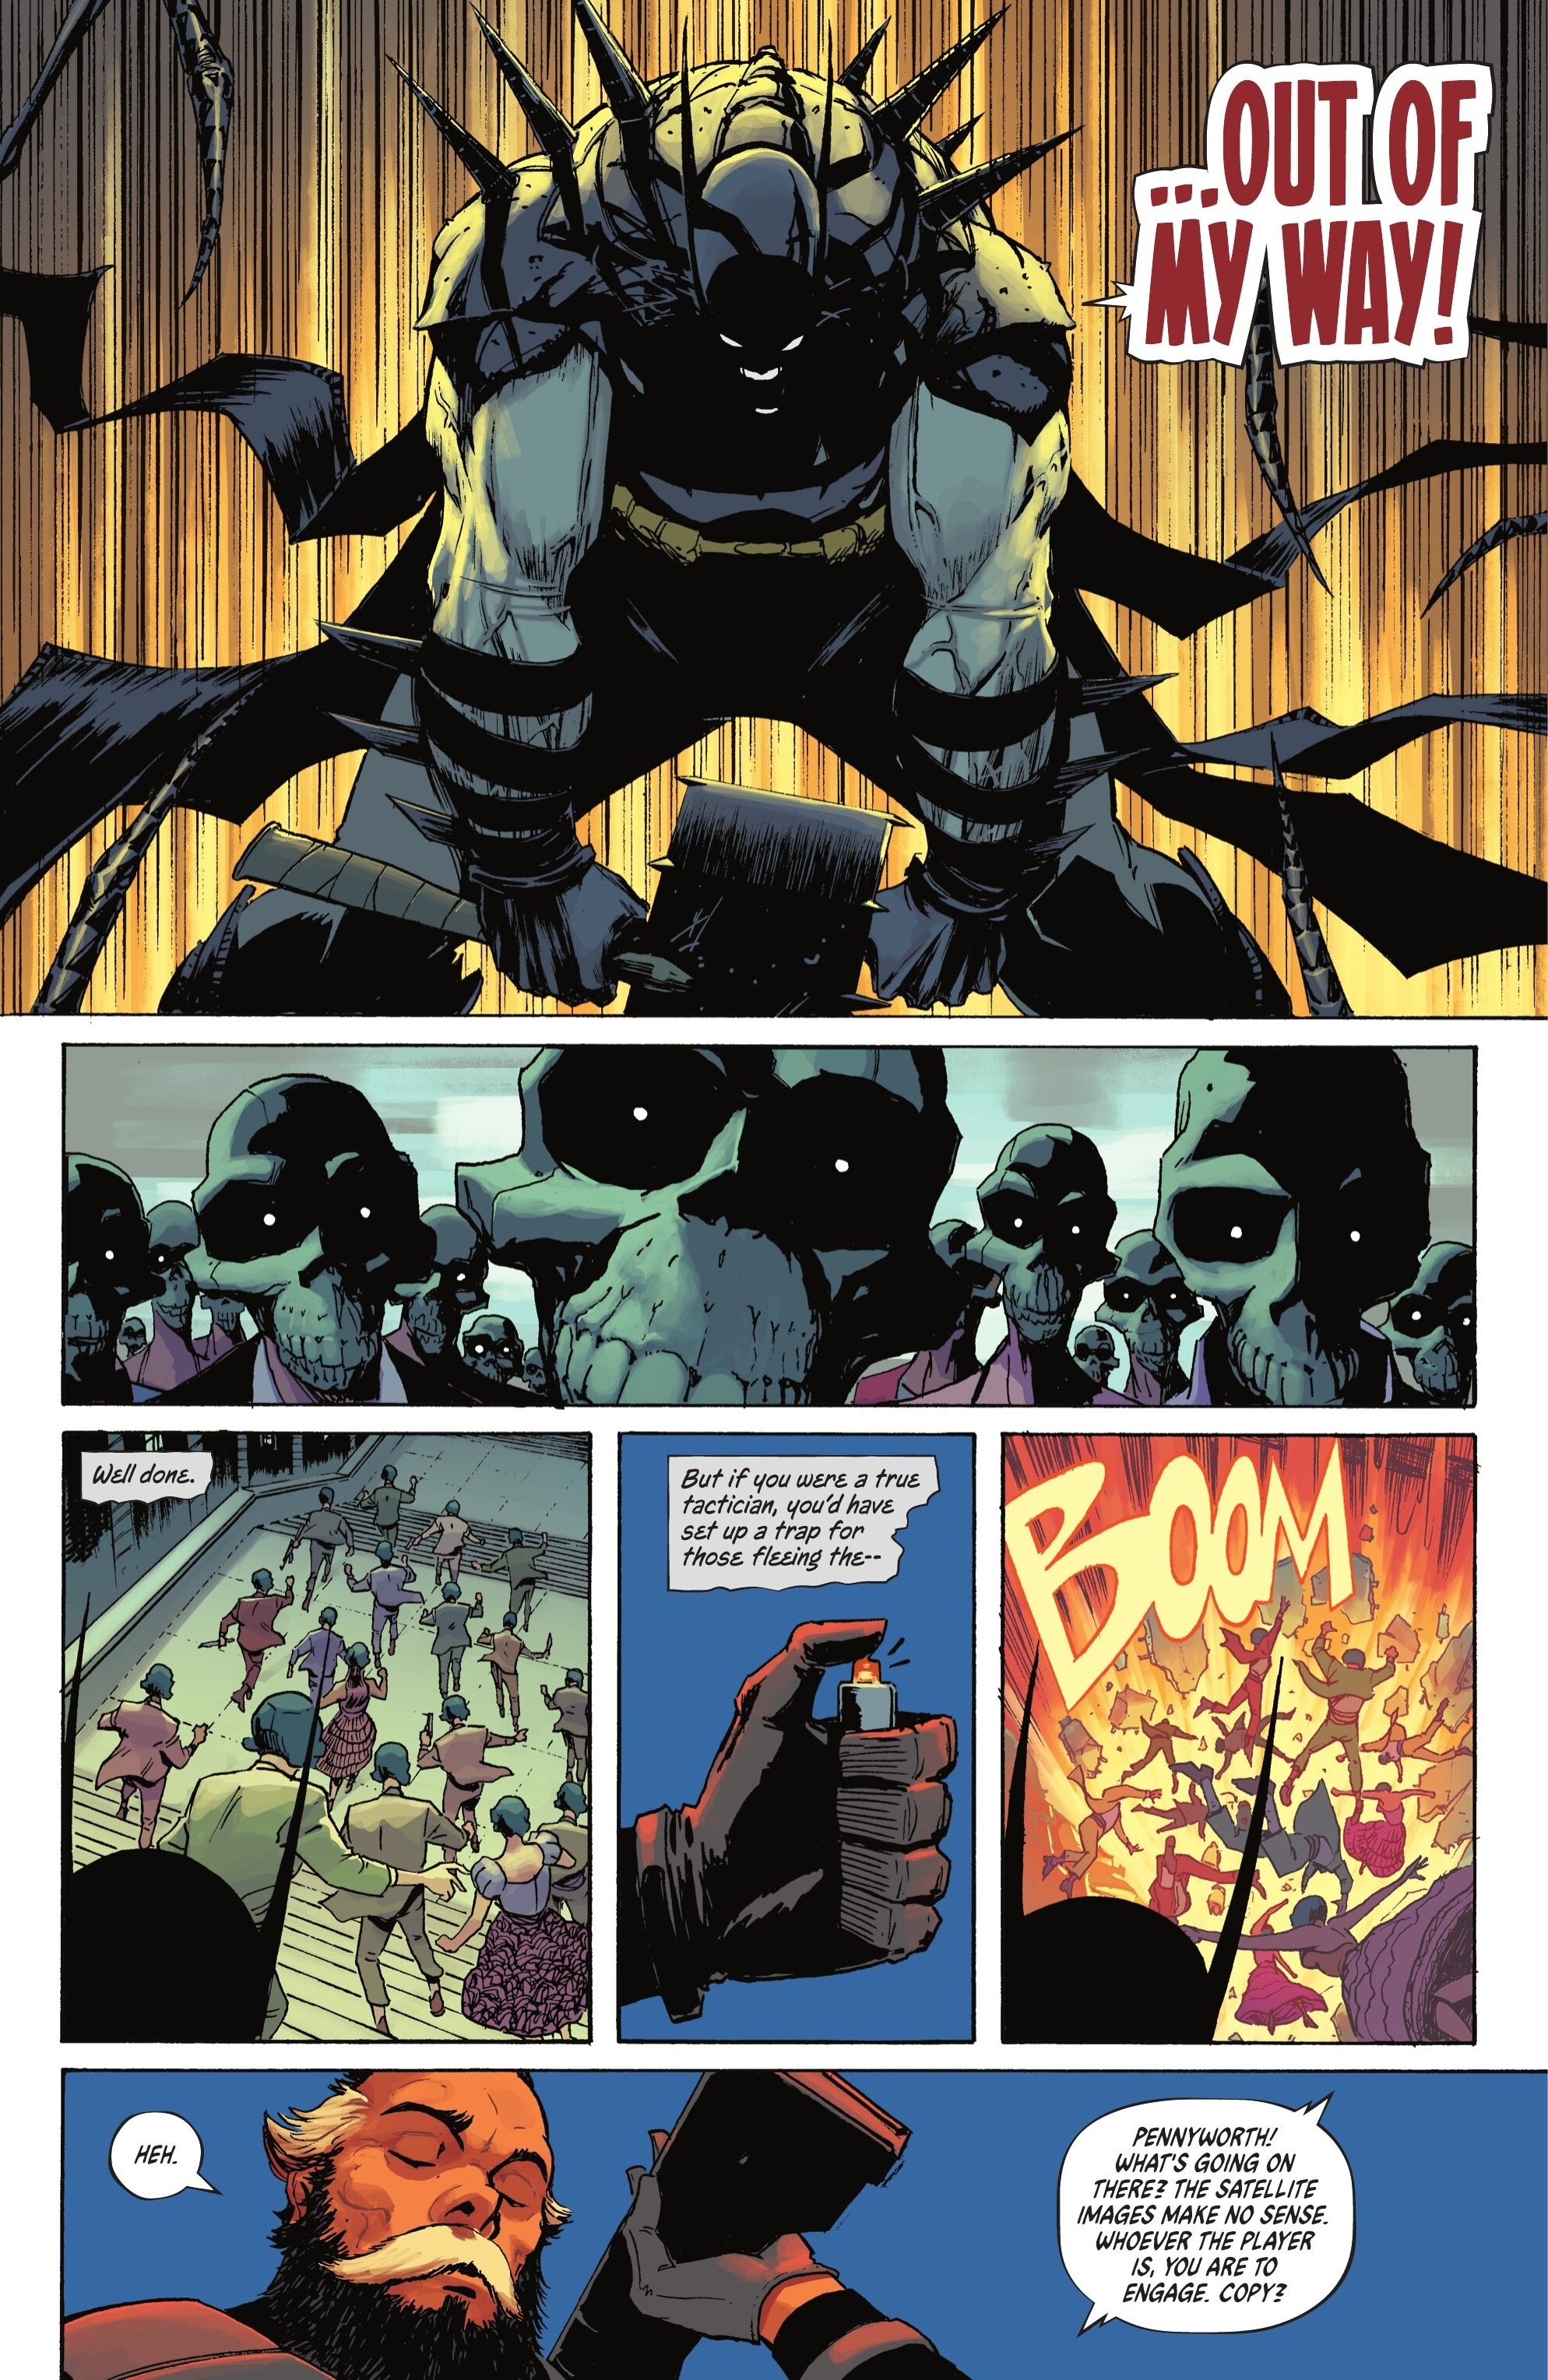 ...OUT OF
MY WAY!
Well done.
But if you were a true
tactician, you'd have
set up a trap for
those fleeing the--
BOOM
HEH.
PENNYWORTH!
WHAT'S GOING ON
THERE? THE SATELLITE
IMAGES MAKE NO SENSE.
WHOEVER THE PLAYER
IS, YOU ARE TO
ENGAGE. COPY?